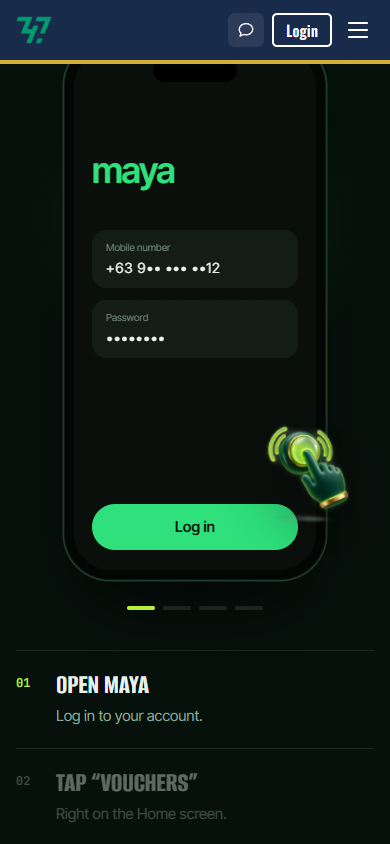 Login
maya
Mobile number
+63 9•• ••• ••12
Password
••••••••
Log in
01
OPEN MAYA
Log in to your account.
02
TAP “VOUCHERS”
Right on the Home screen.